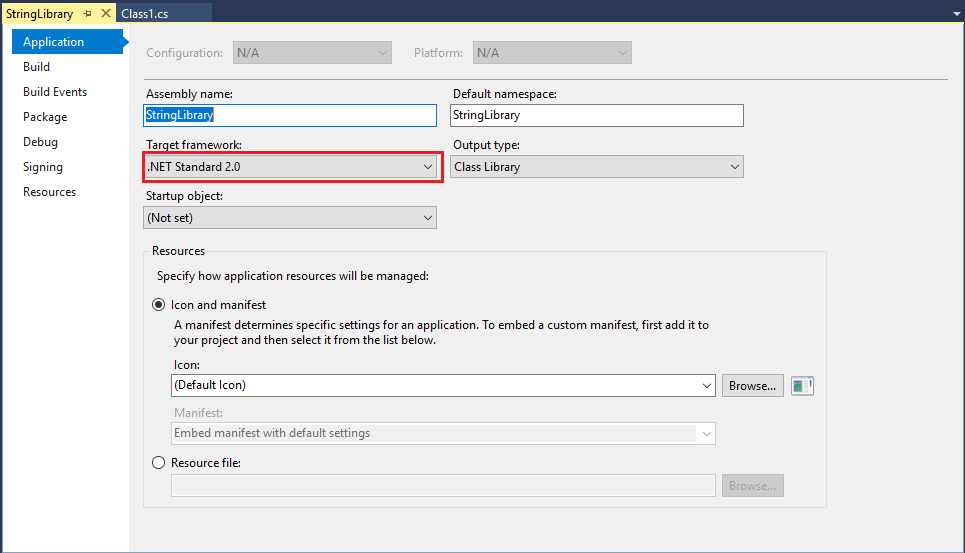 StringLibrary
Class1.cs
Application
Build
Build Events
Package
Debug
Signing
Resources
Configuration: N/A Platform: N/A
Assembly name: Default namespace:
StringLibrary StringLibrary
Target framework: Output type:
.NET Standard 2.0 Class Library
Startup object:
(Not set)
Resources
Specify how application resources will be managed:
Icon and manifest
A manifest determines specific settings for an application. To embed a custom manifest, first add it to
your project and then select it from the list below.
Icon:
(Default Icon) Browse...
Manifest:
Embed manifest with default settings
Resource file:
Browse...